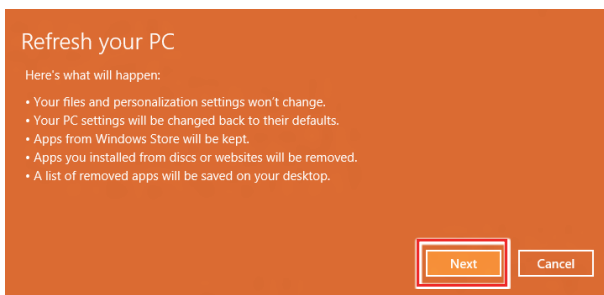 Refresh your PC
Here's what will happen:
• Your files and personalization settings won't change.
• Your PC settings will be changed back to their defaults.
• Apps from Windows Store will be kept.
• Apps you installed from discs or websites will be removed.
• A list of removed apps will be saved on your desktop.
Next Cancel